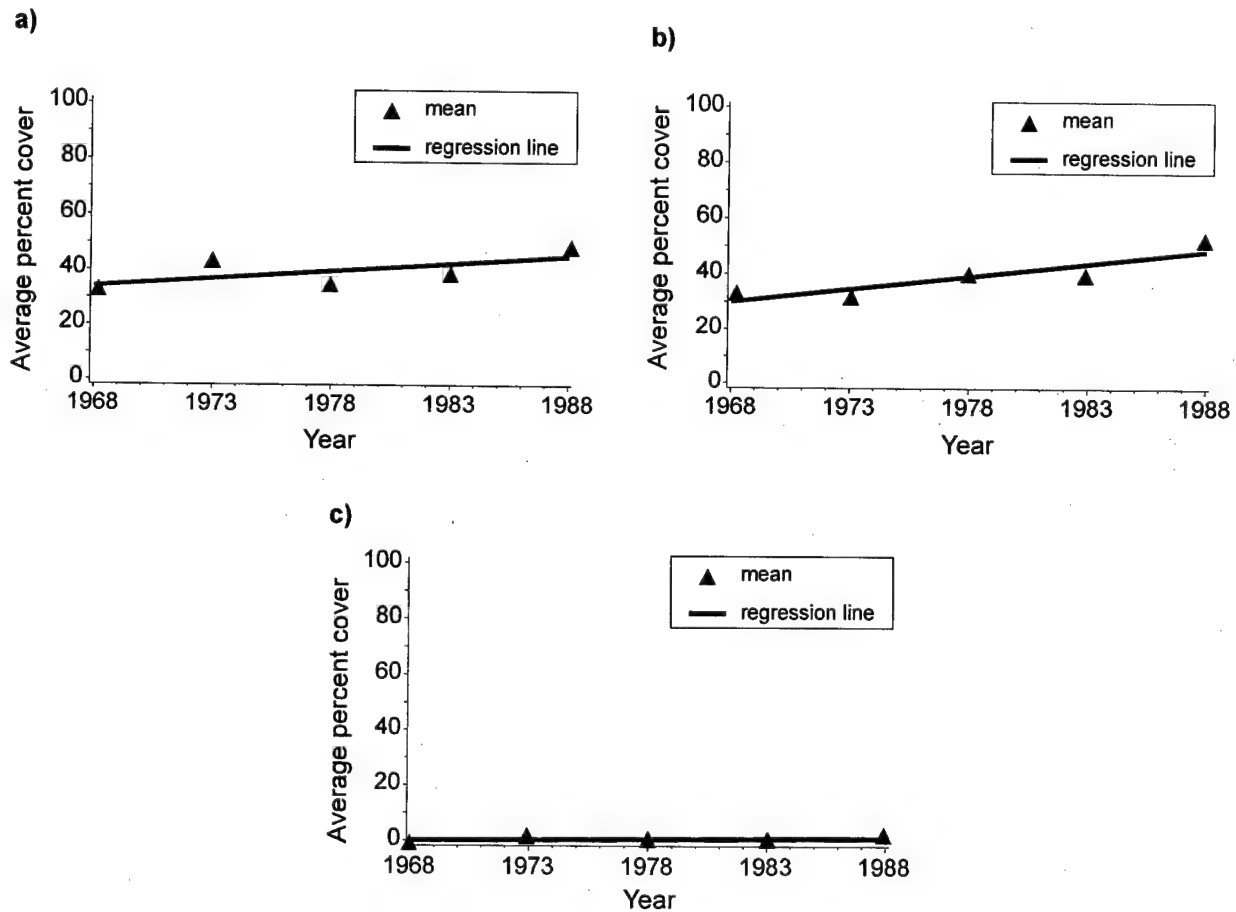 a)
mean
regression line
Average percent cover
100
80
60
40
20
0
1968 1973 1978 1983 1988
Year
b)
mean
regression line
Average percent cover
100
80
60
40
20
0
1968 1973 1978 1983 1988
Year
c)
mean
regression line
Average percent cover
100
80
60
40
20
0
1968 1973 1978 1983 1988
Year